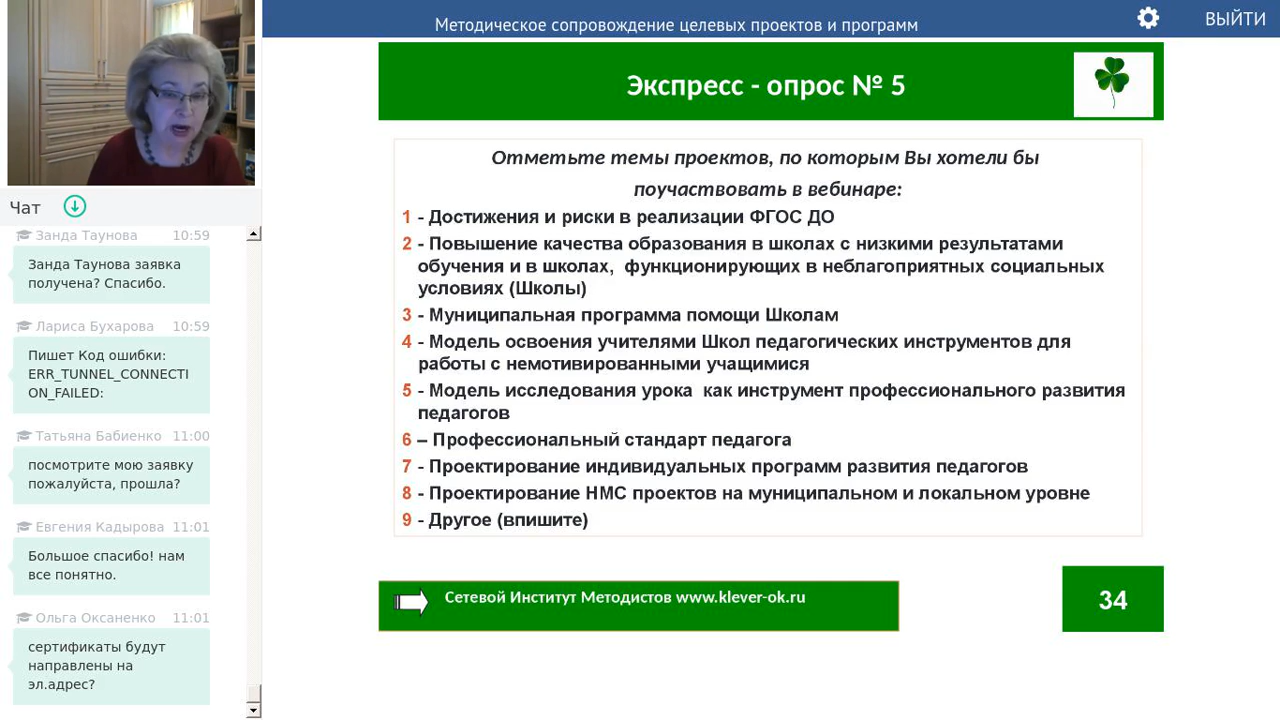 Методическое сопровождение целевых проектов и программ
ВЫЙТИ
Чат
Занда Таунова 10:59
Занда Таунова заявка
получена? Спасибо.
Лариса Бухарова 10:59
Пишет Код ошибки:
ERR_TUNNEL_CONNECTI
ON_FAILED:
Татьяна Бабиенко 11:00
посмотрите мою заявку
пожалуйста, прошла?
Евгения Кадырова 11:01
Большое спасибо! нам
все понятно.
Ольга Оксаненко 11:01
сертификаты будут
направлены на
эл.адрес?
Экспресс - опрос № 5
Отметьте темы проектов, по которым Вы хотели бы
поучаствовать в вебинаре:
1 - Достижения и риски в реализации ФГОС ДО
2 - Повышение качества образования в школах с низкими результатами
обучения и в школах, функционирующих в неблагоприятных социальных
условиях (Школы)
3 - Муниципальная программа помощи Школам
4 - Модель освоения учителями Школ педагогических инструментов для
работы с немотивированными учащимися
5 - Модель исследования урока как инструмент профессионального развития
педагогов
6 – Профессиональный стандарт педагога
7 - Проектирование индивидуальных программ развития педагогов
8 - Проектирование НМС проектов на муниципальном и локальном уровне
9 - Другое (впишите)
Сетевой Институт Методистов www.klever-ok.ru
34